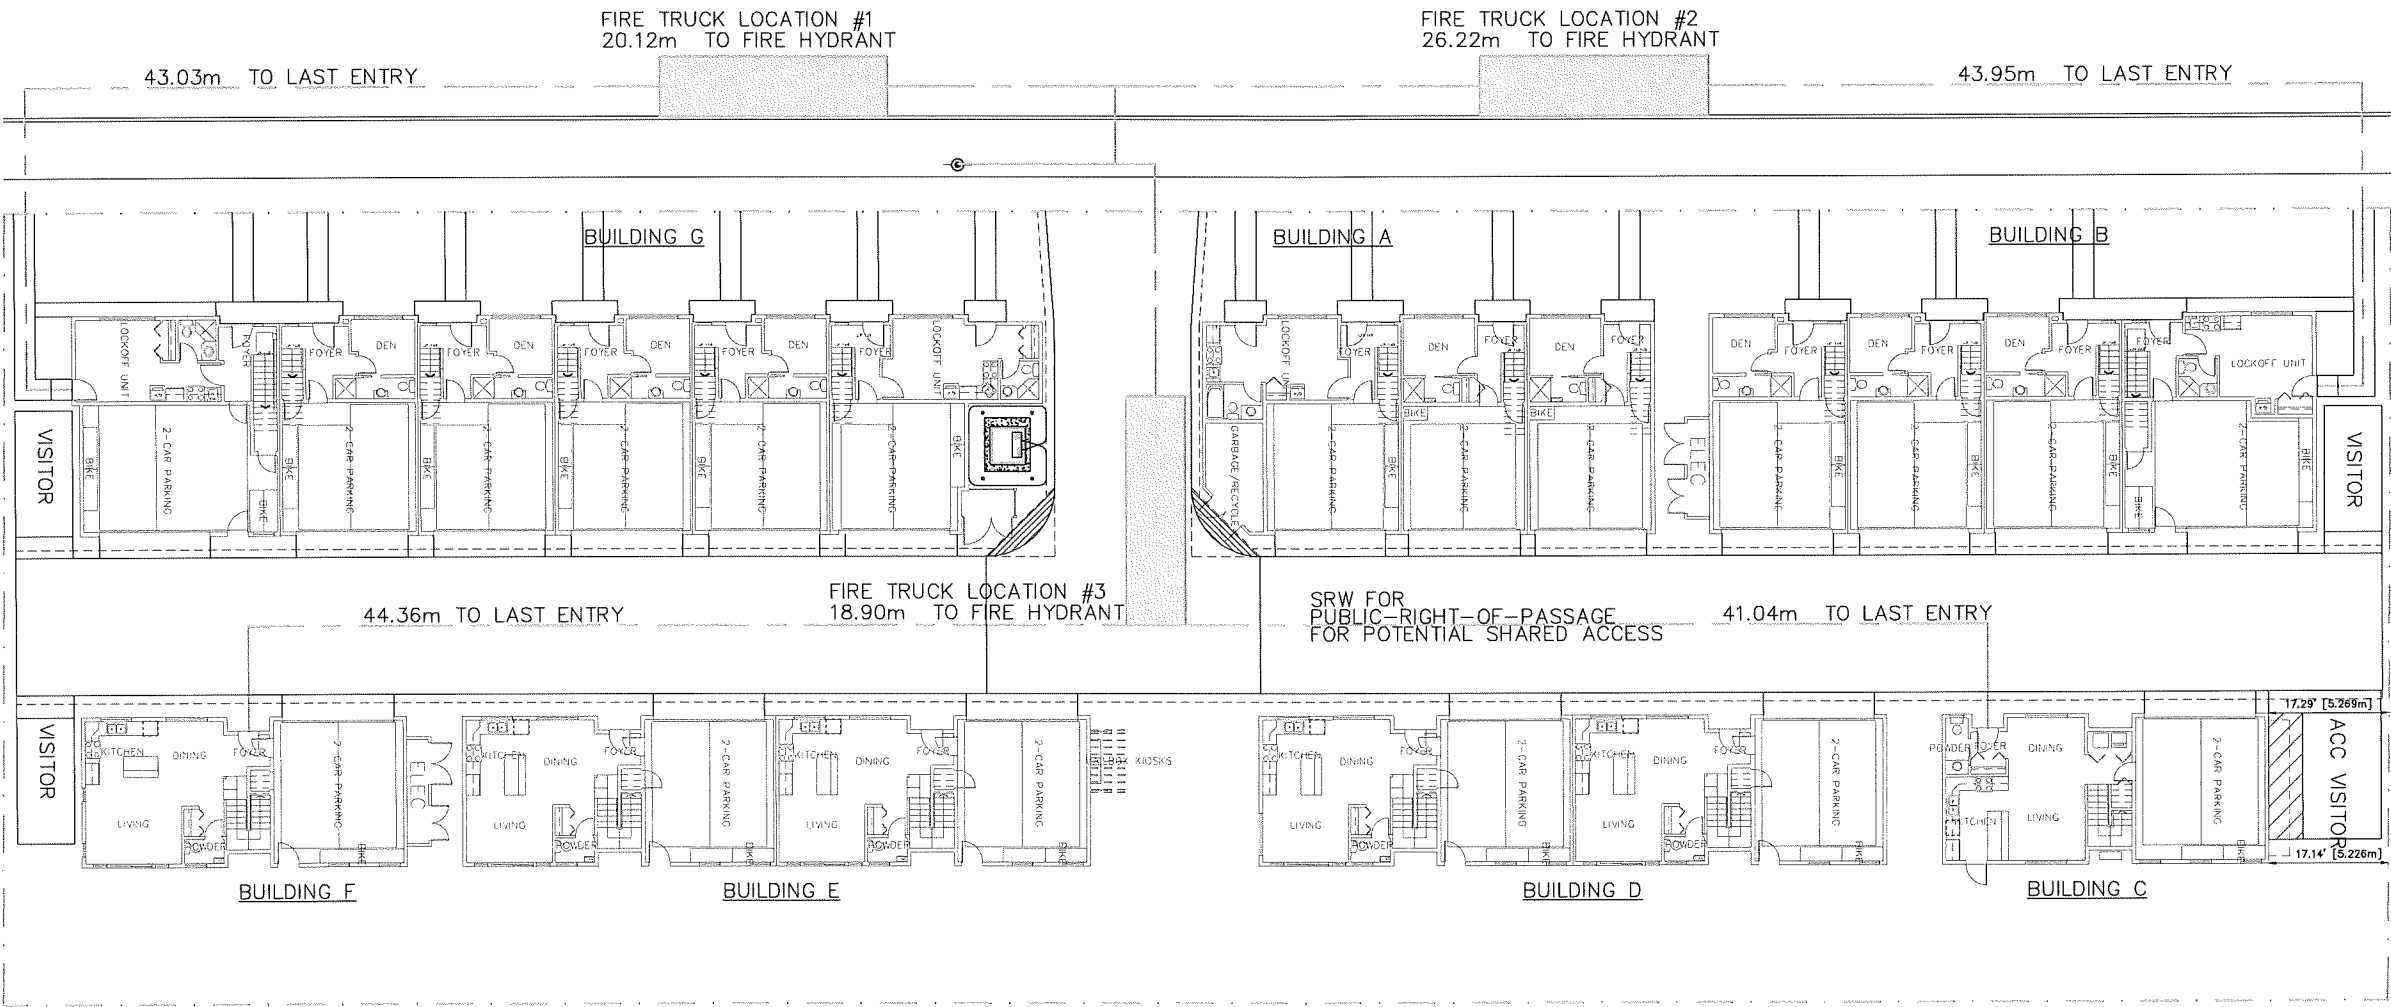 FIRE TRUCK LOCATION #1
20.12m TO FIRE HYDRANT
FIRE TRUCK LOCATION #2
26.22m TO FIRE HYDRANT
43.03m TO LAST ENTRY
43.95m TO LAST ENTRY
BUILDING G
BUILDING A
BUILDING B
LOCKOFF UNIT
FOYER
FOYER
DEN
FOYER
DEN
FOYER
DEN
FOYER
DEN
FOYER
LOCKOFF UNIT
LOCKOFF UNIT
FOYER
DEN
FOYER
DEN
FOYER
DEN
FOYER
DEN
FOYER
DEN
FOYER
FOYER
LOCKOFF UNIT
VISITOR
BIKE
2-CAR PARKING
BIKE
BIKE
2-CAR PARKING
BIKE
2-CAR PARKING
BIKE
2-CAR PARKING
BIKE
2-CAR PARKING
2-CAR PARKING
BIKE
GARBAGE/RECYCLE
2-CAR PARKING
BIKE
BIKE
2-CAR PARKING
BIKE
2-CAR PARKING
ELEC
2-CAR PARKING
BIKE
2-CAR PARKING
BIKE
2-CAR PARKING
BIKE
BIKE
2-CAR PARKING
BIKE
VISITOR
FIRE TRUCK LOCATION #3
18.90m TO FIRE HYDRANT
44.36m TO LAST ENTRY
SRW FOR
PUBLIC-RIGHT-OF-PASSAGE
FOR POTENTIAL SHARED ACCESS
41.04m TO LAST ENTRY
VISITOR
KITCHEN
DINING
FOYER
LIVING
POWDER
2-CAR PARKING
BIKE
ELEC
KITCHEN
DINING
FOYER
LIVING
POWDER
2-CAR PARKING
BIKE
KITCHEN
DINING
FOYER
LIVING
POWDER
2-CAR PARKING
BIKE
KIOSKS
KITCHEN
DINING
FOYER
LIVING
POWDER
2-CAR PARKING
BIKE
KITCHEN
DINING
FOYER
LIVING
POWDER
2-CAR PARKING
BIKE
POWDER
FOYER
DINING
KITCHEN
LIVING
2-CAR PARKING
BIKE
17.29' [5.269m]
ACC VISITOR
17.14' [5.226m]
BUILDING F
BUILDING E
BUILDING D
BUILDING C